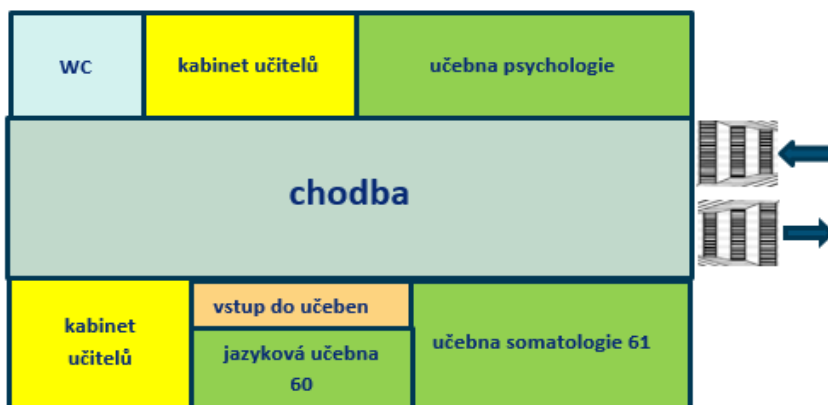 WC
kabinet učitelů
učebna psychologie
chodba
kabinet
učitelů
vstup do učeben
jazyková učebna
60
učebna somatologie 61